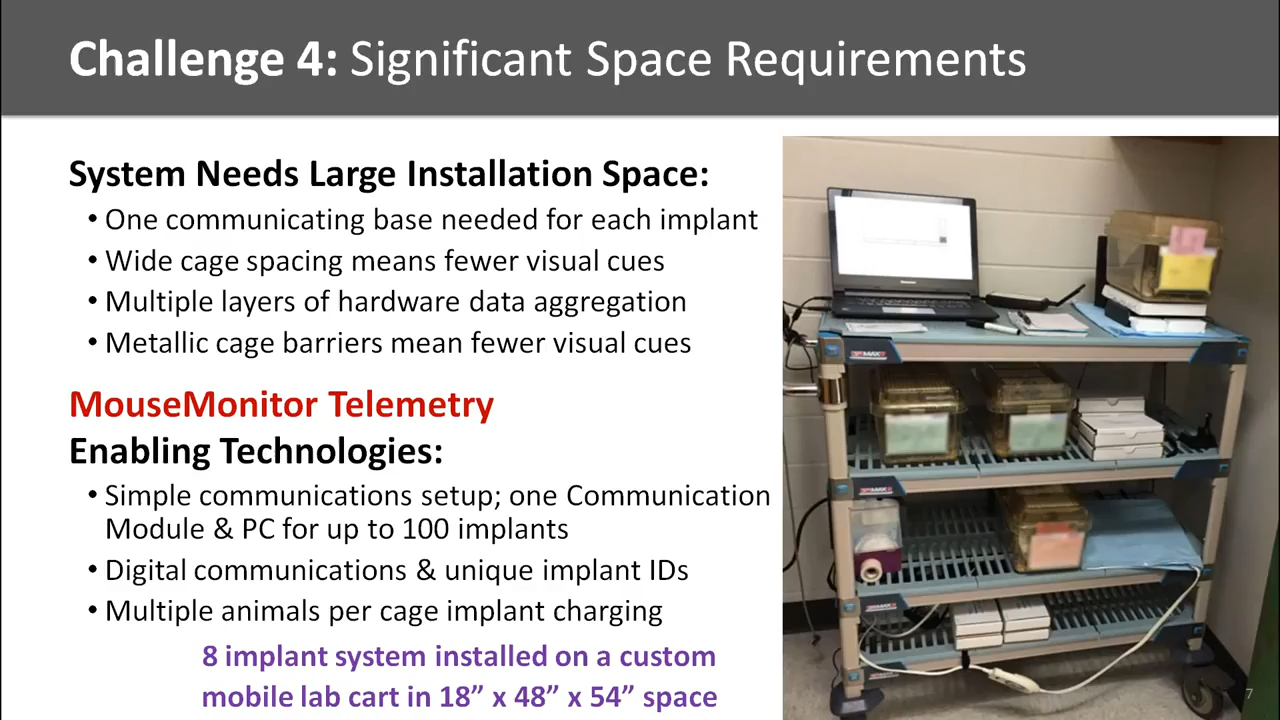 Challenge 4: Significant Space Requirements
System Needs Large Installation Space:
• One communicating base needed for each implant
• Wide cage spacing means fewer visual cues
• Multiple layers of hardware data aggregation
• Metallic cage barriers mean fewer visual cues
MouseMonitor Telemetry
Enabling Technologies:
• Simple communications setup; one Communication
Module & PC for up to 100 implants
• Digital communications & unique implant IDs
• Multiple animals per cage implant charging
8 implant system installed on a custom
mobile lab cart in 18” x 48” x 54” space
7